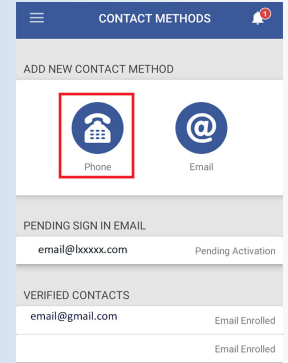 CONTACT METHODS
1
ADD NEW CONTACT METHOD
@
Phone Email
PENDING SIGN IN EMAIL
email@lxxxxx.com Pending Activation
VERIFIED CONTACTS
email@gmail.com Email Enrolled
Email Enrolled